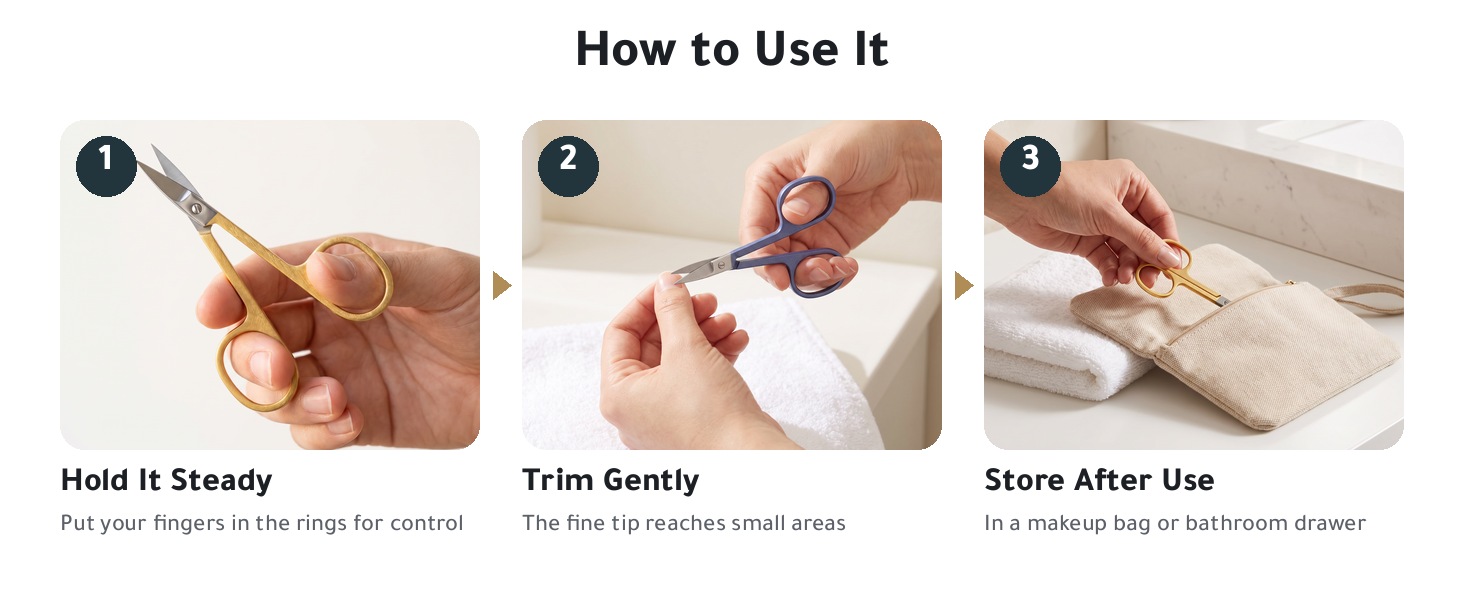 How to Use It
1
2
3
Hold It Steady
Put your fingers in the rings for control
Trim Gently
The fine tip reaches small areas
Store After Use
In a makeup bag or bathroom drawer